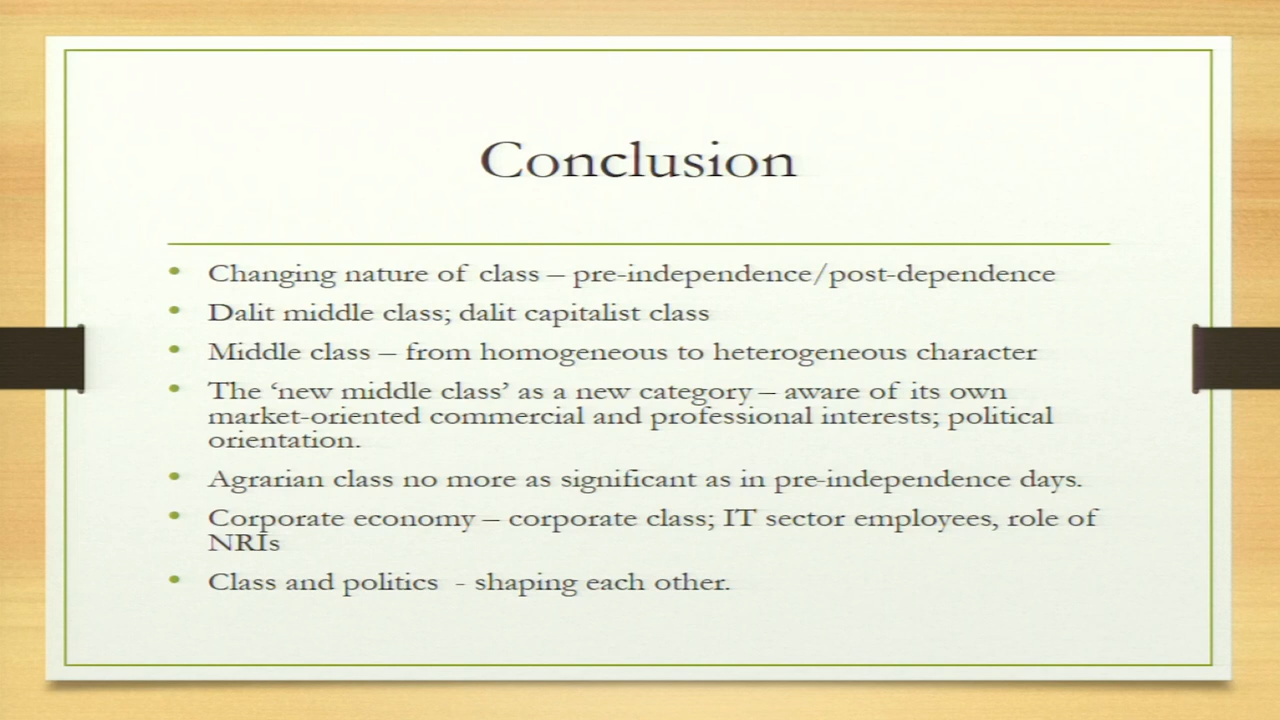 Conclusion
• Changing nature of class – pre-independence/post-dependence
• Dalit middle class; dalit capitalist class
• Middle class – from homogeneous to heterogeneous character
• The ‘new middle class’ as a new category – aware of its own
market-oriented commercial and professional interests; political
orientation.
• Agrarian class no more as significant as in pre-independence days.
• Corporate economy – corporate class; IT sector employees, role of
NRIs
• Class and politics - shaping each other.